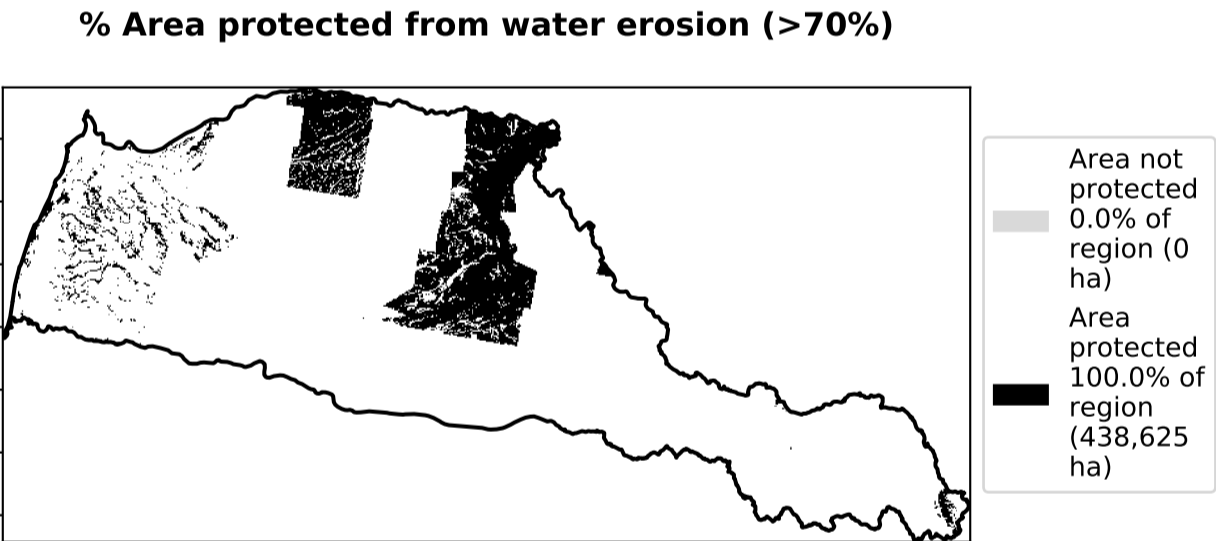 % Area protected from water erosion (>70%)
Area not
protected
0.0% of
region (0
ha)
Area
protected
100.0% of
region
(438,625
ha)